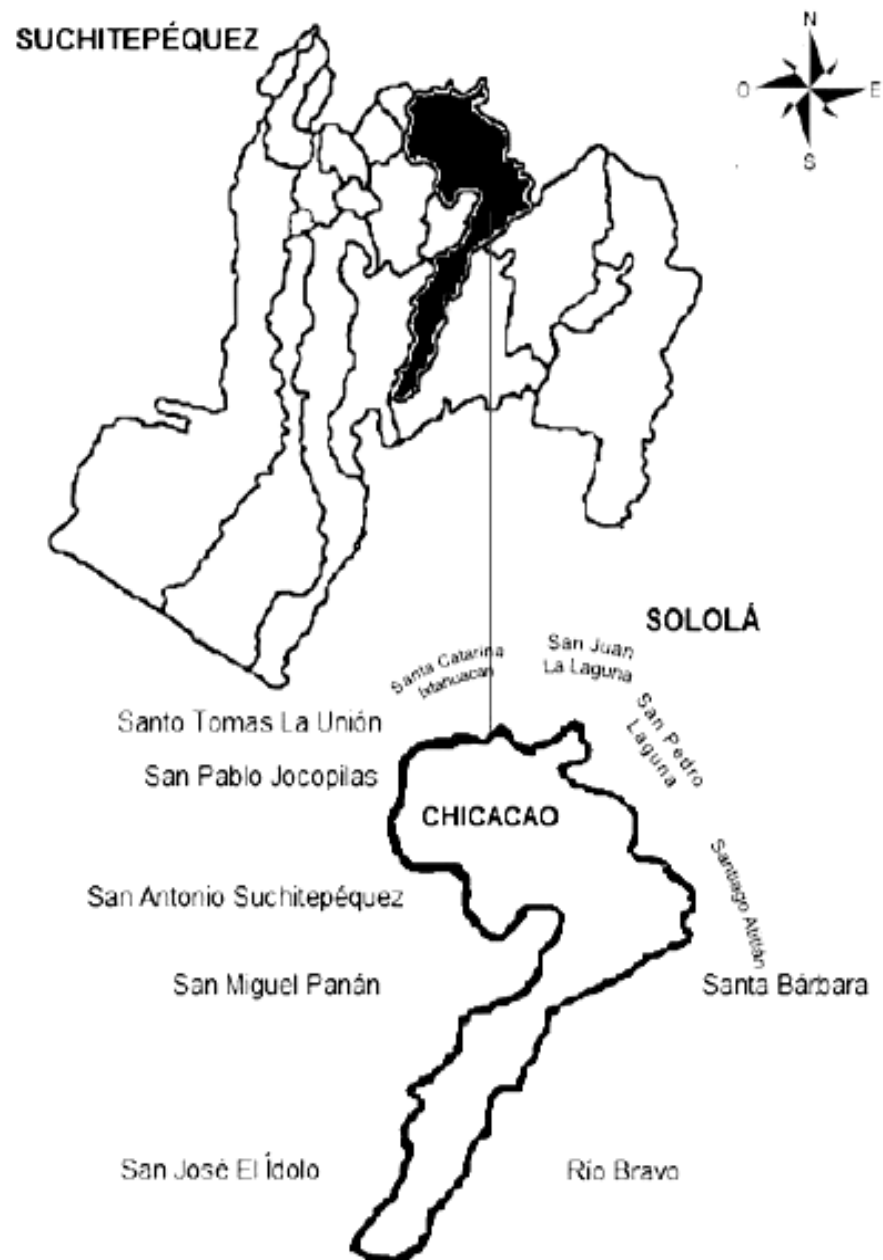 SUCHITEPÉQUEZ
N
O
E
S
SOLOLÁ
Santa Catarina
Ixtahuacan
San Juan
La Laguna
San Pedro
Laguna
Santo Tomas La Unión
San Pablo Jocopilas
CHICACAO
San Antonio Suchitepéquez
Santiago Atitlán
San Miguel Panán
Santa Bárbara
San José El Ídolo
Río Bravo